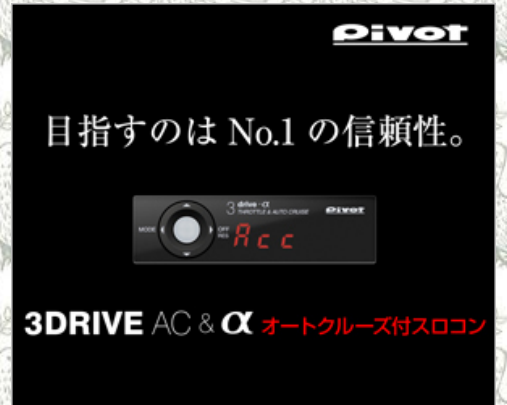 Pivot
目指すのは No.1 の信頼性。
3 drive・α
THROTTLE & AUTO CRUISE
Pivot
MODE
OFF
RES
Acc
3DRIVE AC & α オートクルーズ付スロコン